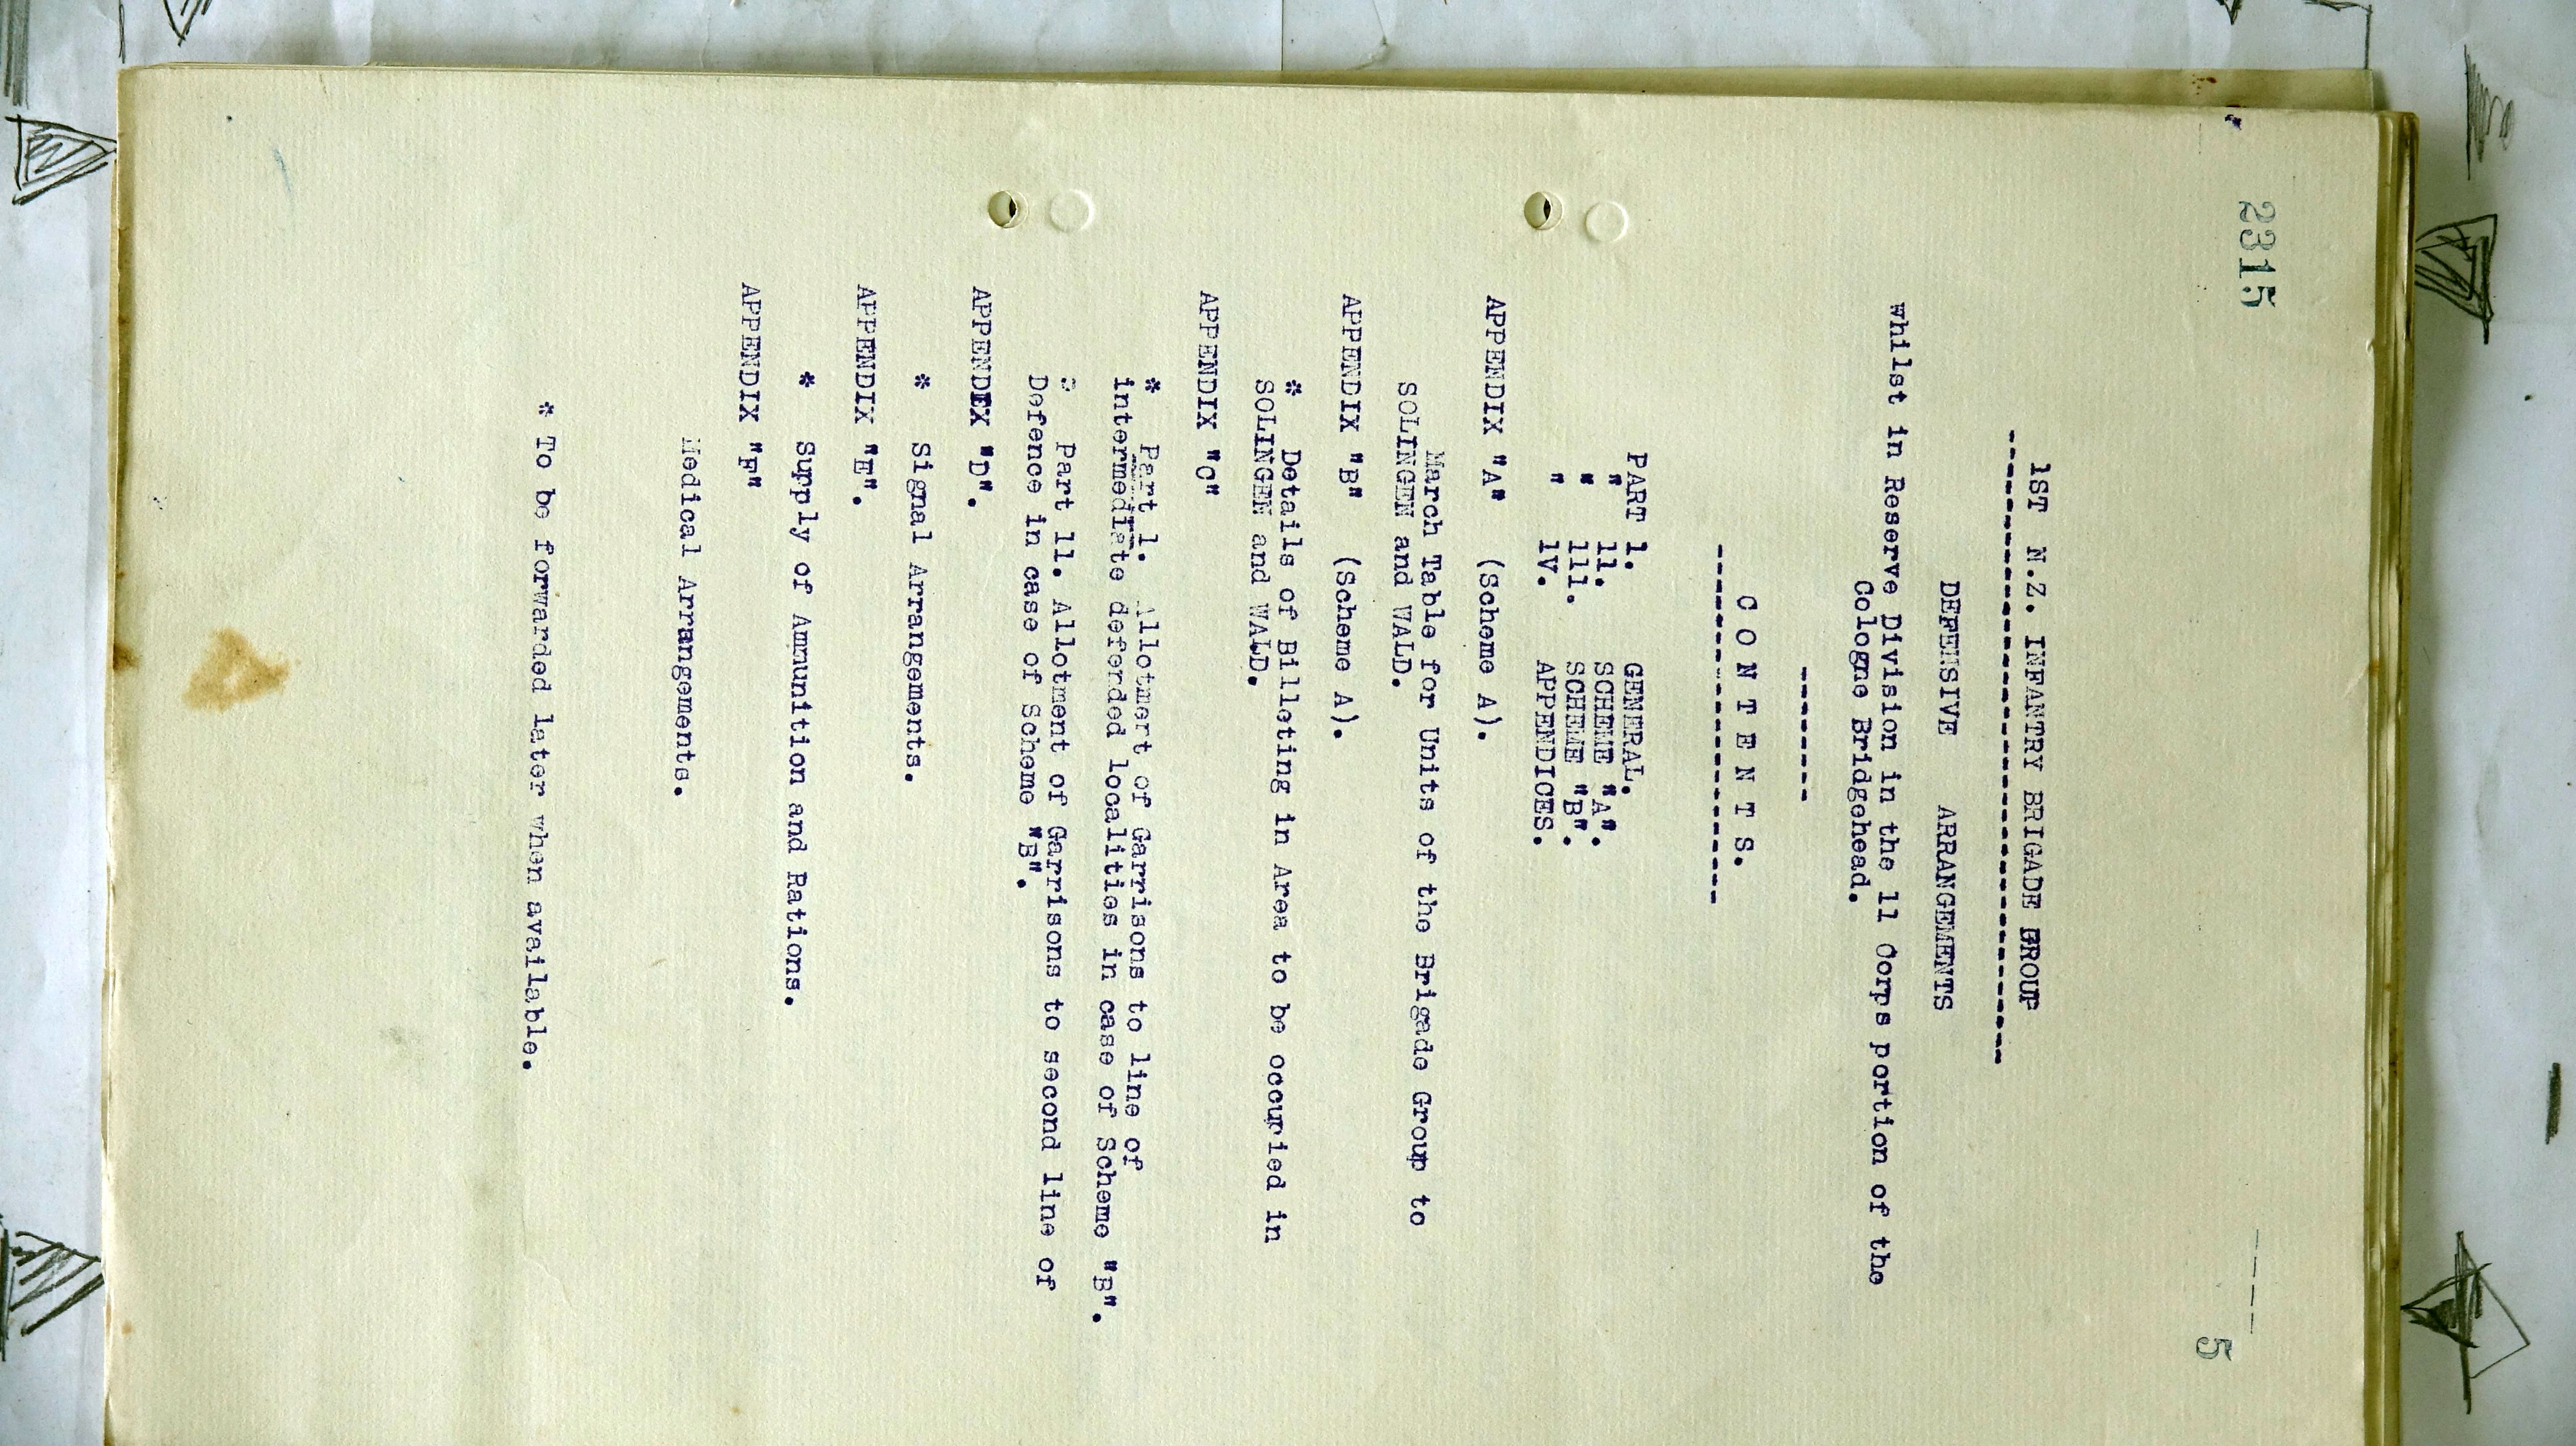 2315
5
1ST N.Z. INFANTRY BRIGADE GROUP
DEFENSIVE ARRANGEMENTS
whilst in Reserve Division in the 11 Corps portion of the
Cologne Bridgehead.
C O N T E N T S.
PART 1. GENERAL.
" 11. SCHEME "A".
" 111. SCHEME "B".
" 1V. APPENDICES.
APPENDIX "A" (Scheme A).
March Table for Units of the Brigade Group to
SOLINGEN and WALD.
APPENDIX "B" (Scheme A).
* Details of Billeting in Area to be occupied in
SOLINGEN and WALD.
APPENDIX "C"
* Part 1. Allotment of Garrisons to line of
intermediate defended localities in case of Scheme "B".
* Part 11. Allotment of Garrisons to second line of
Defence in case of Scheme "B".
APPENDEX "D".
* Signal Arrangements.
APPENDIX "E".
* Supply of Ammunition and Rations.
APPENDIX "F"
Medical Arrangements.
* To be forwarded later when available.